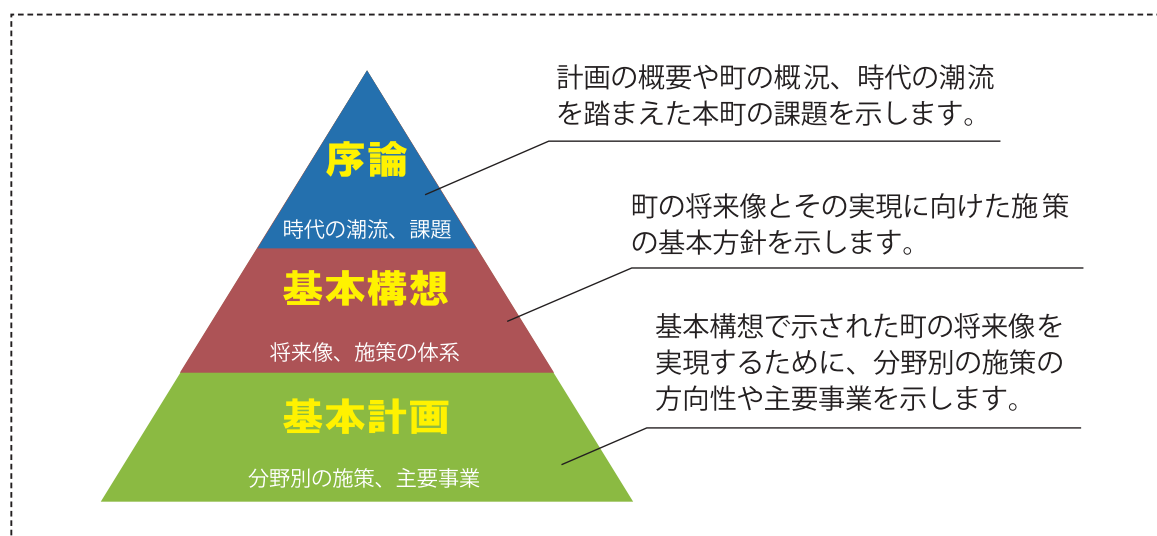 計画の概要や町の概況、時代の潮流
を踏まえた本町の課題を示します。
序論
時代の潮流、課題
町の将来像とその実現に向けた施策
の基本方針を示します。
基本構想
将来像、施策の体系
基本構想で示された町の将来像を
実現するために、分野別の施策の
方向性や主要事業を示します。
基本計画
分野別の施策、主要事業